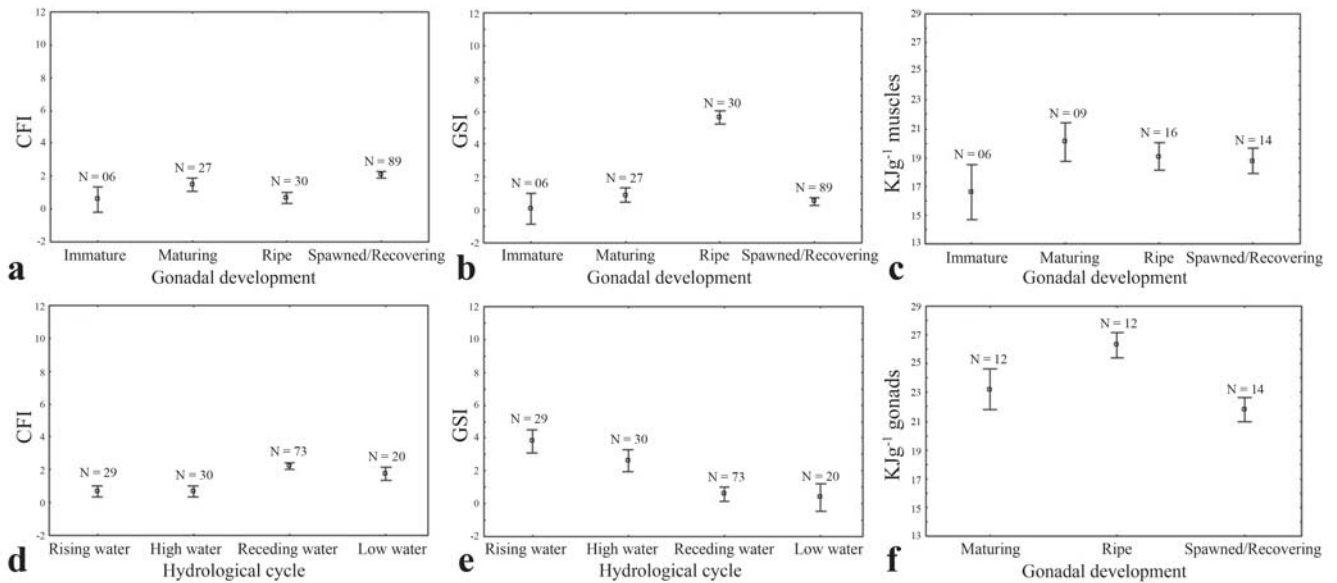 12
10
8
6
4
2
0
-2
CFI
N = 06
N = 27
N = 30
N = 89
Immature Maturing Ripe Spawned/Recovering
Gonadal development
a
12
10
8
6
4
2
0
-2
GSI
N = 06
N = 27
N = 30
N = 89
Immature Maturing Ripe Spawned/Recovering
Gonadal development
b
29
27
25
23
21
19
17
15
13
KJg-1 muscles
N = 06
N = 09
N = 16
N = 14
Immature Maturing Ripe Spawned/Recovering
Gonadal development
c
12
10
8
6
4
2
0
-2
CFI
N = 29
N = 30
N = 73
N = 20
Rising water High water Receding water Low water
Hydrological cycle
d
12
10
8
6
4
2
0
-2
GSI
N = 29
N = 30
N = 73
N = 20
Rising water High water Receding water Low water
Hydrological cycle
e
29
27
25
23
21
19
17
15
13
KJg-1 gonads
N = 12
N = 12
N = 14
Maturing Ripe Spawned/Recovering
Gonadal development
f